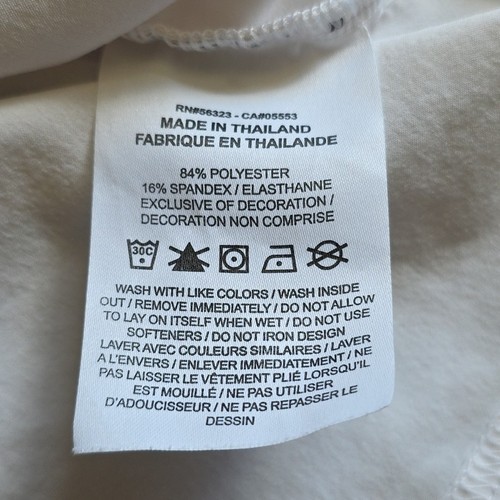 RN#56323 - CA#05553
MADE IN THAILAND
FABRIQUE EN THAILANDE
84% POLYESTER
16% SPANDEX / ELASTHANNE
EXCLUSIVE OF DECORATION /
DECORATION NON COMPRISE
30C
WASH WITH LIKE COLORS / WASH INSIDE
OUT / REMOVE IMMEDIATELY / DO NOT ALLOW
TO LAY ON ITSELF WHEN WET / DO NOT USE
SOFTENERS / DO NOT IRON DESIGN
LAVER AVEC COULEURS SIMILAIRES / LAVER
A L'ENVERS / ENLEVER IMMEDIATEMENT / NE
PAS LAISSER LE VÊTEMENT PLIÉ LORSQU'IL
EST MOUILLÉ / NE PAS UTILISER
D'ADOUCISSEUR / NE PAS REPASSER LE
DESSIN